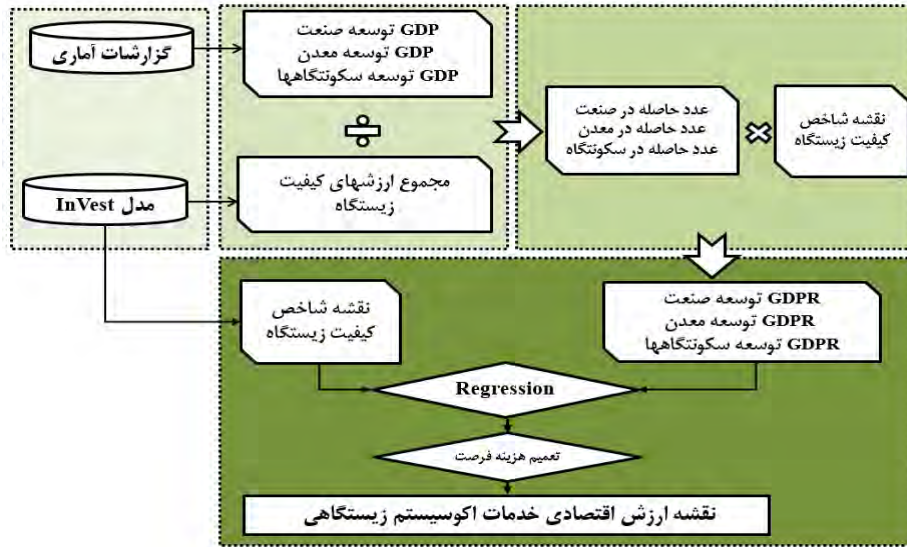 گزارشات آماری
GDP توسعه صنعت
GDP توسعه معدن
GDP توسعه سکونتگاهها
مدل InVest
مجموع ارزشهای کیفیت
زیستگاه
عدد حاصله در صنعت
عدد حاصله در معدن
عدد حاصله در سکونتگاه
نقشه شاخص
کیفیت زیستگاه
نقشه شاخص
کیفیت زیستگاه
GDPR توسعه صنعت
GDPR توسعه معدن
GDPR توسعه سکونتگاهها
Regression
تعمیم هزینه فرصت
نقشه ارزش اقتصادی خدمات اکوسیستم زیستگاهی